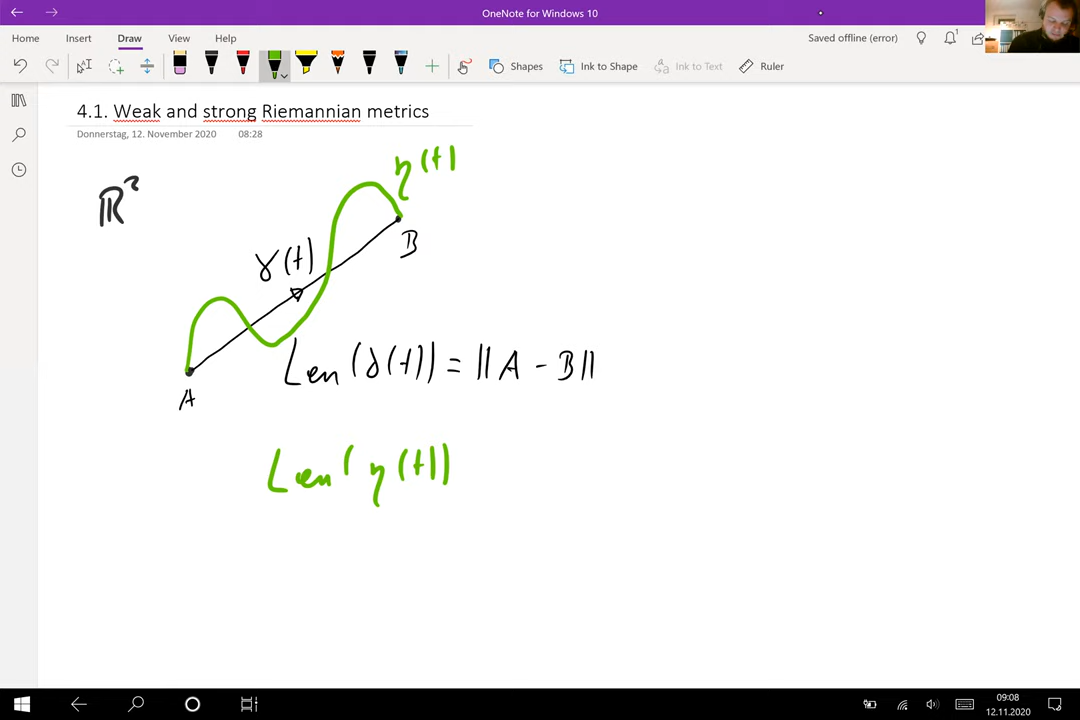 OneNote for Windows 10
Home Insert Draw View Help
Saved offline (error)
Shapes
Ink to Shape
Ink to Text
Ruler
4.1. Weak and strong Riemannian metrics
Donnerstag, 12. November 2020 08:28
ℝ²
η(t)
B
γ(t)
Len(γ(t)) = ||A - B||
A
Len(η(t))
09:08
12.11.2020